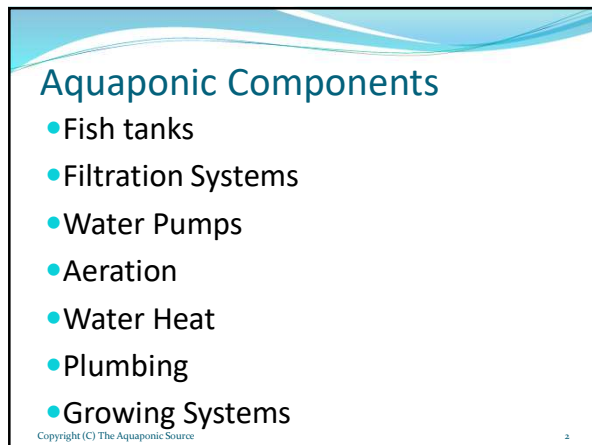 Aquaponic Components
•Fish tanks
•Filtration Systems
•Water Pumps
•Aeration
•Water Heat
•Plumbing
•Growing Systems
Copyright (C) The Aquaponic Source
2